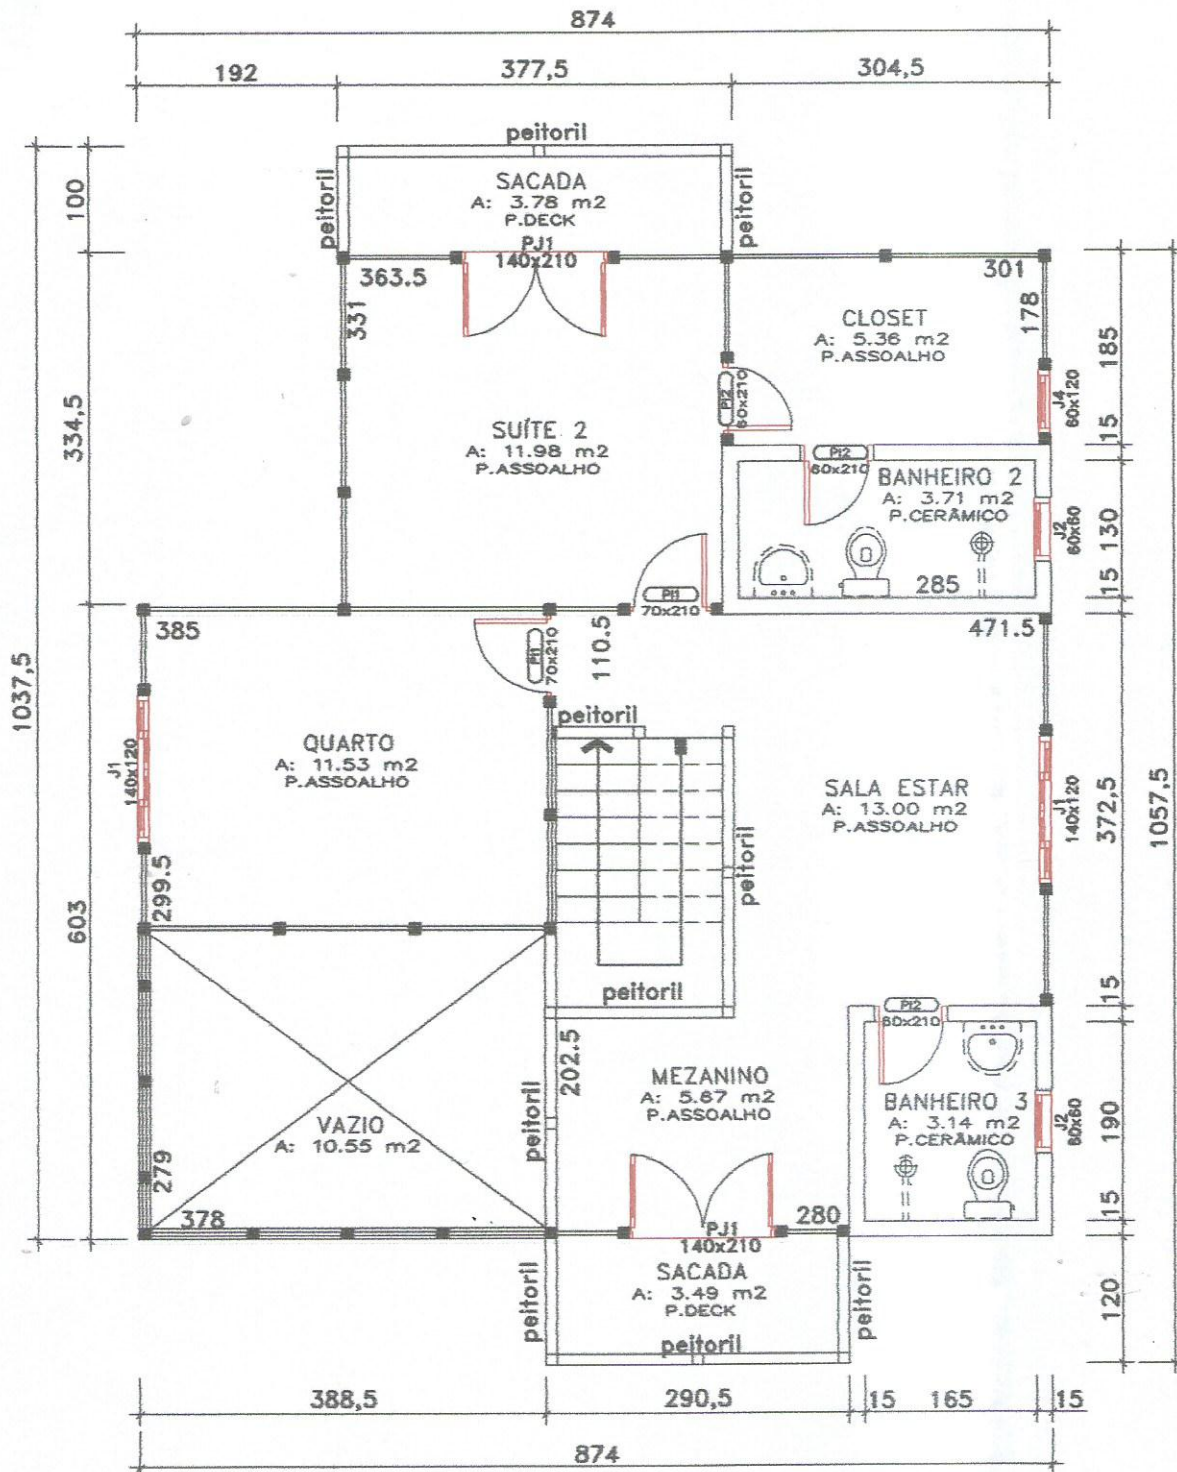 874
192
377,5
304,5
peitoril
peitoril
SACADA
A: 3.78 m2
P.DECK
peitoril
100
PJ1
140x210
363.5
331
301
178
CLOSET
A: 5.36 m2
P.ASSOALHO
185
J4
60x120
15
PI2
60x210
334,5
SUÍTE 2
A: 11.98 m2
P.ASSOALHO
PI2
60x210
BANHEIRO 2
A: 3.71 m2
P.CERÂMICO
J2
60x60
130
285
15
PI1
70x210
385
PI1
70x210
110.5
471.5
1037,5
peitoril
QUARTO
A: 11.53 m2
P.ASSOALHO
J1
140x120
SALA ESTAR
A: 13.00 m2
P.ASSOALHO
J1
140x120
372,5
1057,5
peitoril
299.5
603
peitoril
15
PI2
60x210
202.5
MEZANINO
A: 5.67 m2
P.ASSOALHO
BANHEIRO 3
A: 3.14 m2
P.CERÂMICO
J2
60x60
190
peitoril
VAZIO
A: 10.55 m2
279
378
280
15
PJ1
140x210
peitoril
SACADA
A: 3.49 m2
P.DECK
peitoril
120
peitoril
388,5
290,5
15
165
15
874